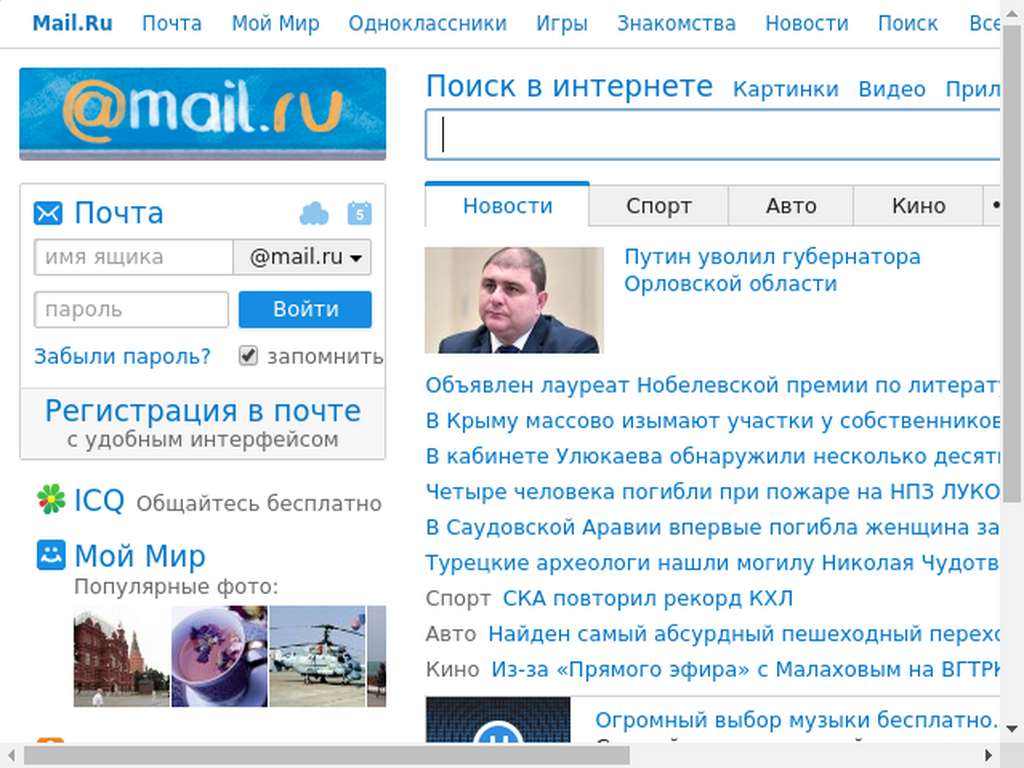 Mail.Ru Почта Мой Мир Одноклассники Игры Знакомства Новости Поиск Все
@mail.ru
Поиск в интернете Картинки Видео Прил
Почта 5
имя ящика @mail.ru
пароль Войти
Забыли пароль? запомнить
Регистрация в почте
с удобным интерфейсом
ICQ Общайтесь бесплатно
Мой Мир
Популярные фото:
Новости Спорт Авто Кино
Путин уволил губернатора
Орловской области
Объявлен лауреат Нобелевской премии по литерат
В Крыму массово изымают участки у собственников
В кабинете Улюкаева обнаружили несколько десят
Четыре человека погибли при пожаре на НПЗ ЛУКО
В Саудовской Аравии впервые погибла женщина за
Турецкие археологи нашли могилу Николая Чудотв
Спорт СКА повторил рекорд КХЛ
Авто Найден самый абсурдный пешеходный перехо
Кино Из-за «Прямого эфира» с Малаховым на ВГТРК
Огромный выбор музыки бесплатно.